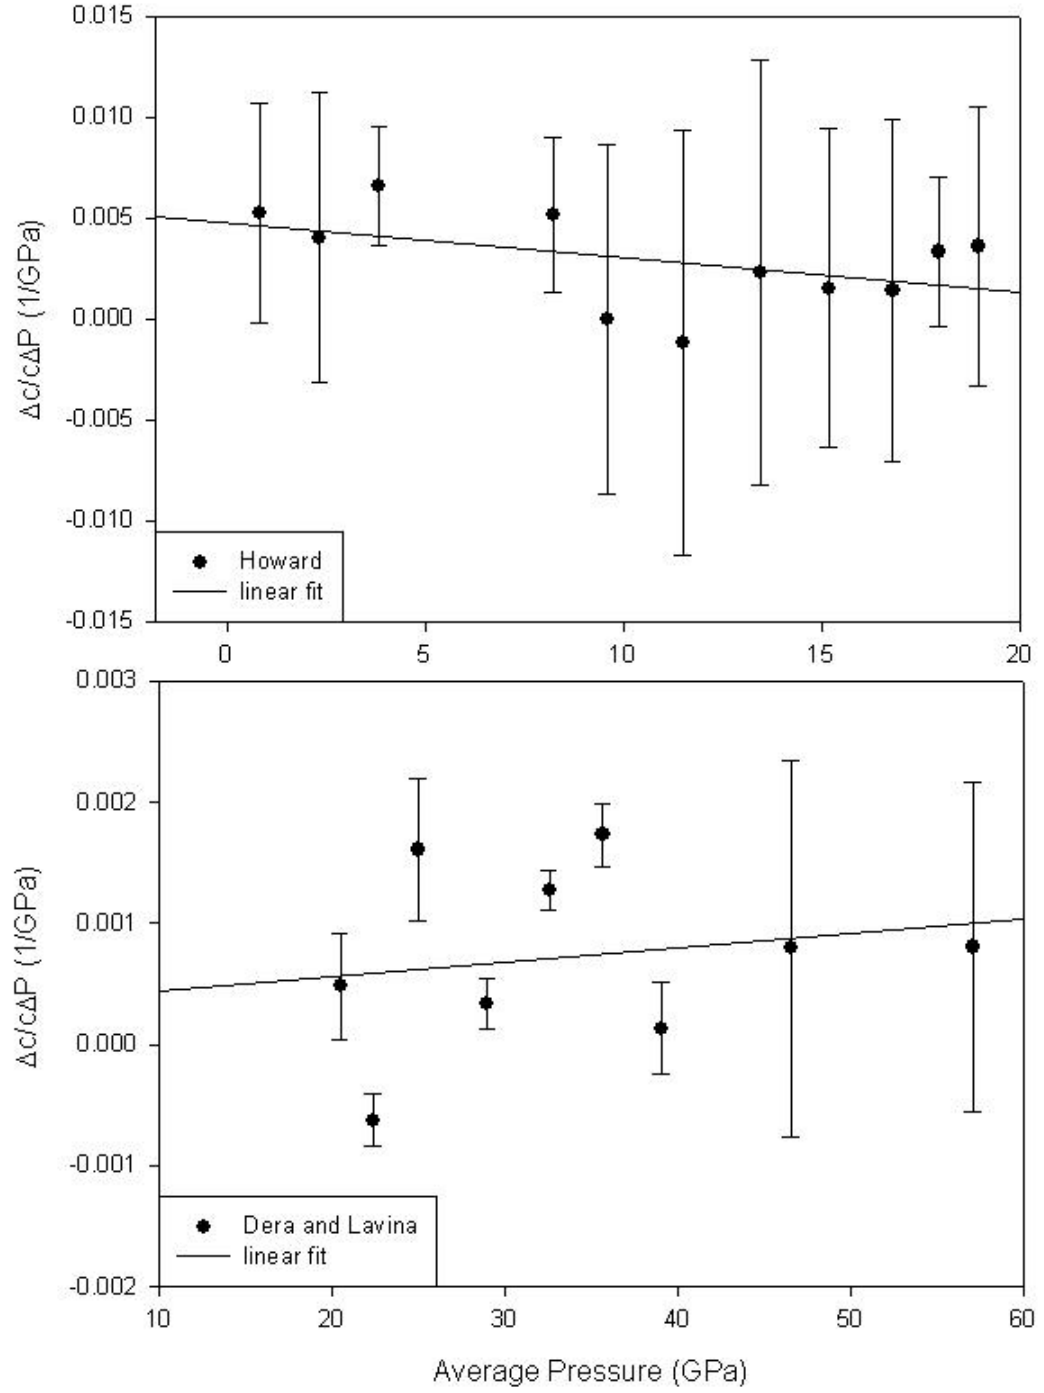 0.015
0.010
0.005
0.000
-0.005
-0.010
-0.015
Δc/cΔP (1/GPa)
Howard
linear fit
0 5 10 15 20
0.003
0.002
0.001
0.000
-0.001
-0.002
Δc/cΔP (1/GPa)
Dera and Lavina
linear fit
10 20 30 40 50 60
Average Pressure (GPa)